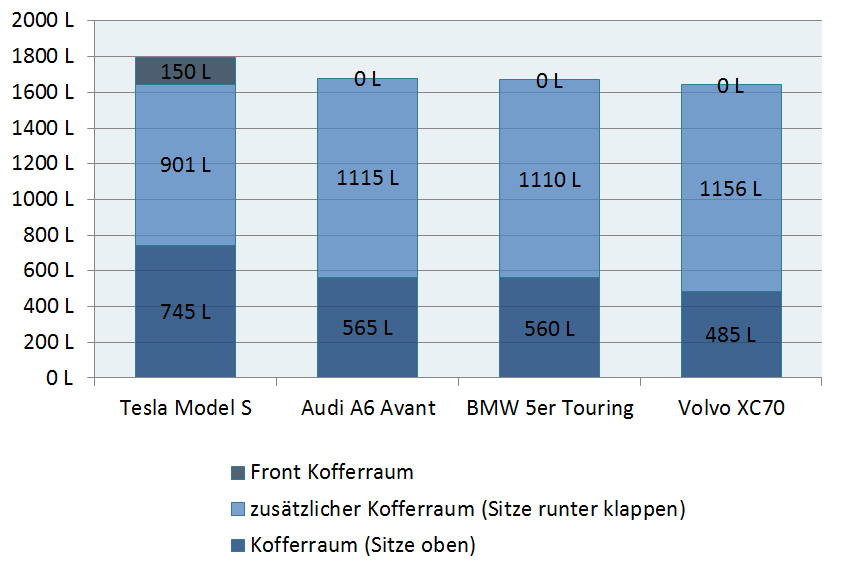 2000 L
1800 L
1600 L
1400 L
1200 L
1000 L
800 L
600 L
400 L
200 L
0 L
150 L
0 L
0 L
0 L
901 L
1115 L
1110 L
1156 L
745 L
565 L
560 L
485 L
Tesla Model S
Audi A6 Avant
BMW 5er Touring
Volvo XC70
Front Kofferraum
zusätzlicher Kofferraum (Sitze runter klappen)
Kofferraum (Sitze oben)